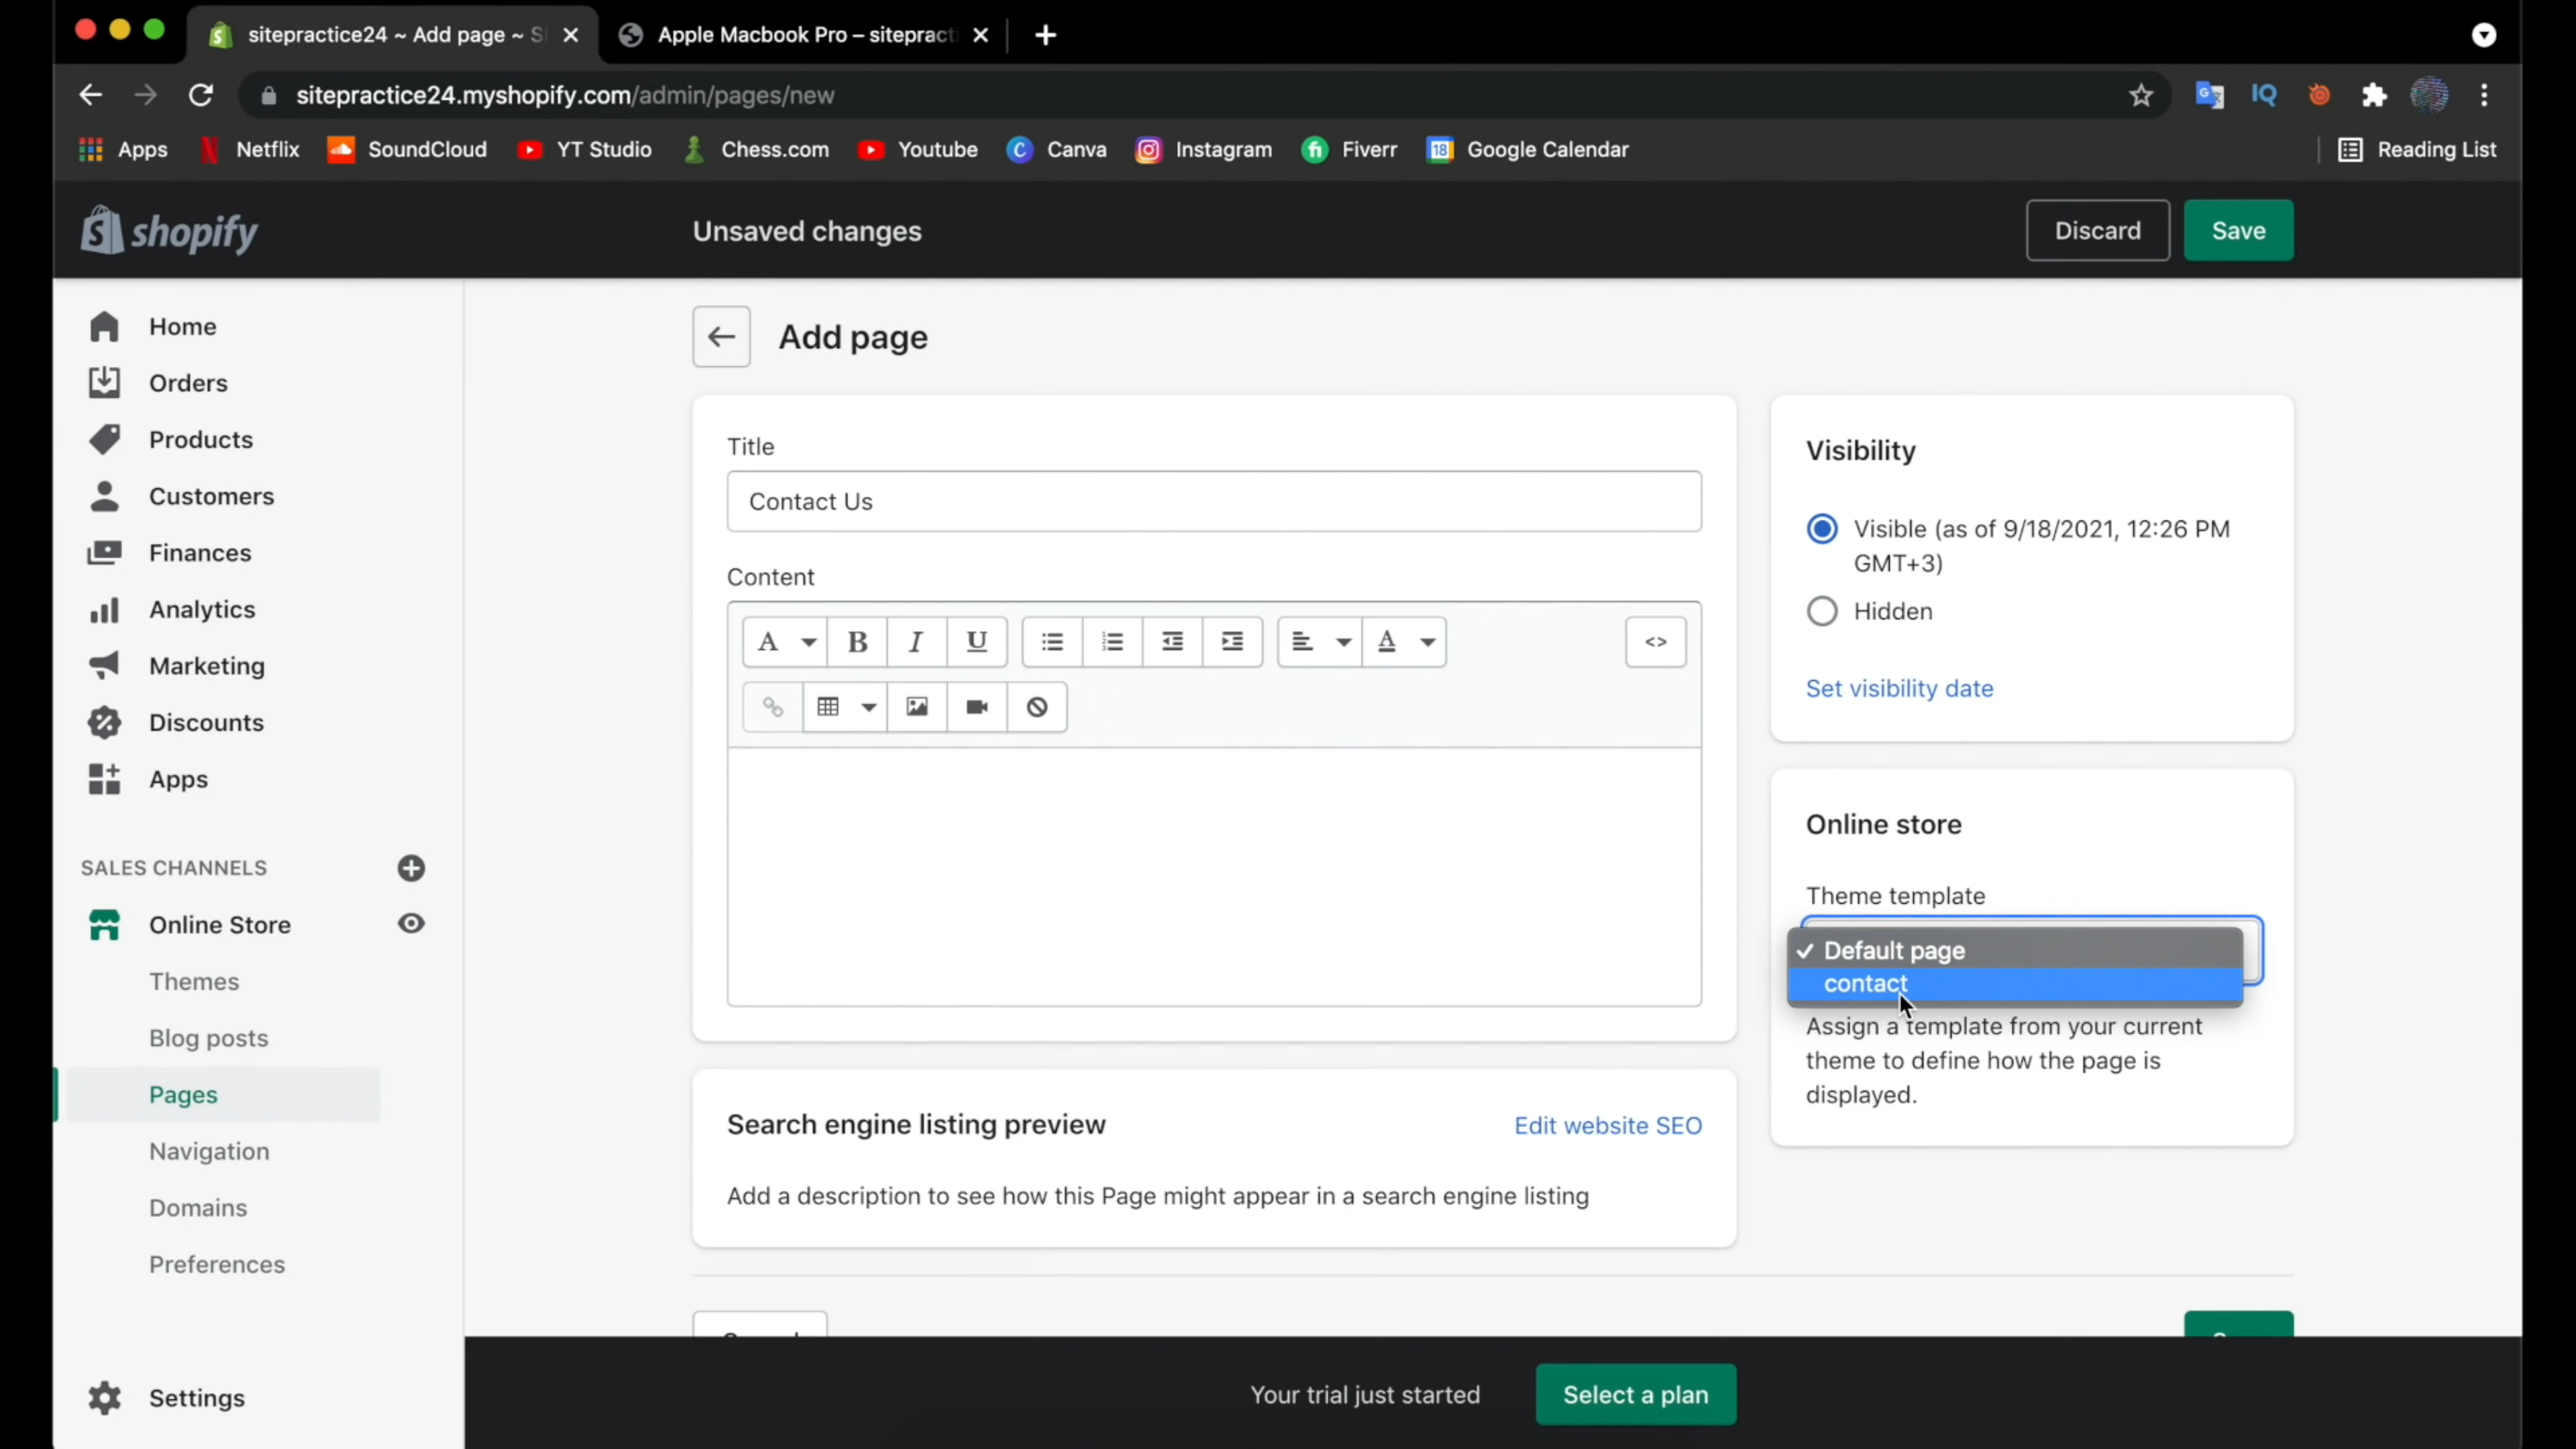 sitepractice24 ~ Add page ~ S
Apple Macbook Pro – sitepract
sitepractice24.myshopify.com/admin/pages/new
IQ
Apps
Netflix
SoundCloud
YT Studio
Chess.com
Youtube
Canva
Instagram
Fiverr
18
Google Calendar
Reading List
shopify
Unsaved changes
Discard
Save
Home
Orders
Products
Customers
Finances
Analytics
Marketing
Discounts
Apps
SALES CHANNELS
Online Store
Themes
Blog posts
Pages
Navigation
Domains
Preferences
Settings
Add page
Title
Contact Us
Content
A B I U A <>
Search engine listing preview
Edit website SEO
Add a description to see how this Page might appear in a search engine listing
Visibility
Visible (as of 9/18/2021, 12:26 PM
GMT+3)
Hidden
Set visibility date
Online store
Theme template
✓ Default page
contact
Assign a template from your current
theme to define how the page is
displayed.
Your trial just started
Select a plan